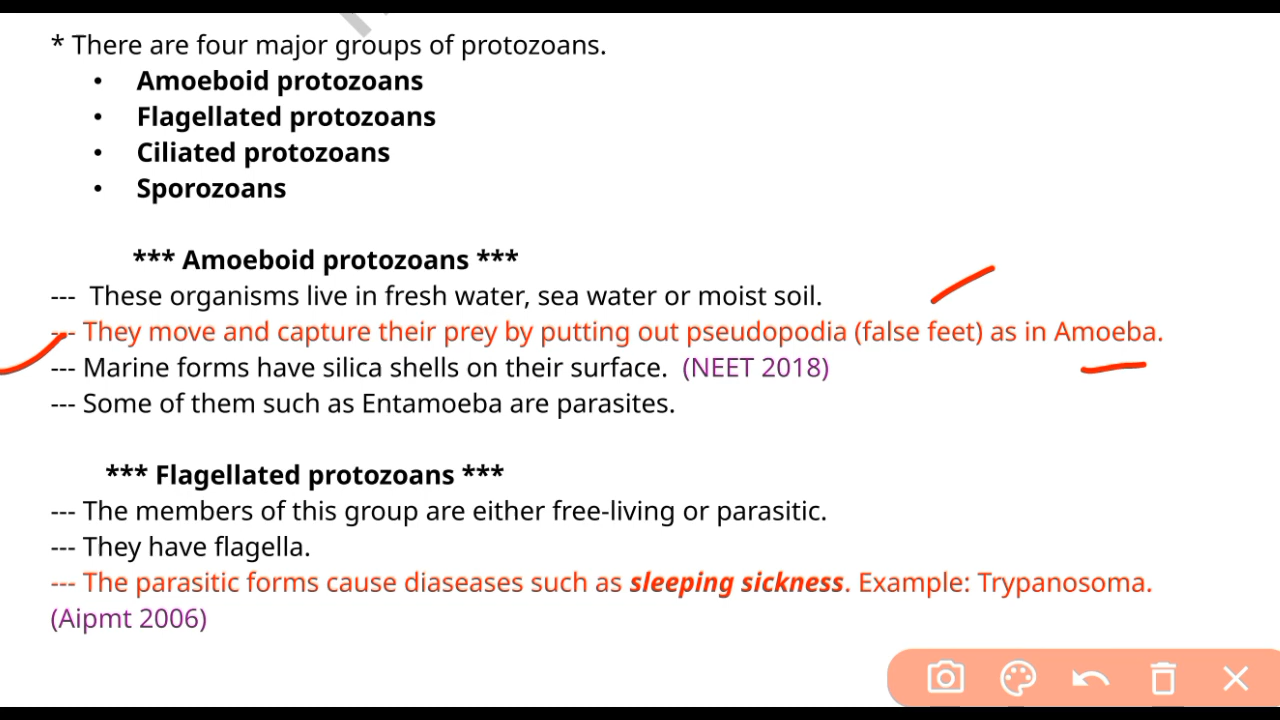 * There are four major groups of protozoans.
• Amoeboid protozoans
• Flagellated protozoans
• Ciliated protozoans
• Sporozoans
*** Amoeboid protozoans ***
--- These organisms live in fresh water, sea water or moist soil.
--- They move and capture their prey by putting out pseudopodia (false feet) as in Amoeba.
--- Marine forms have silica shells on their surface. (NEET 2018)
--- Some of them such as Entamoeba are parasites.
*** Flagellated protozoans ***
--- The members of this group are either free-living or parasitic.
--- They have flagella.
--- The parasitic forms cause diaseases such as sleeping sickness. Example: Trypanosoma.
(Aipmt 2006)